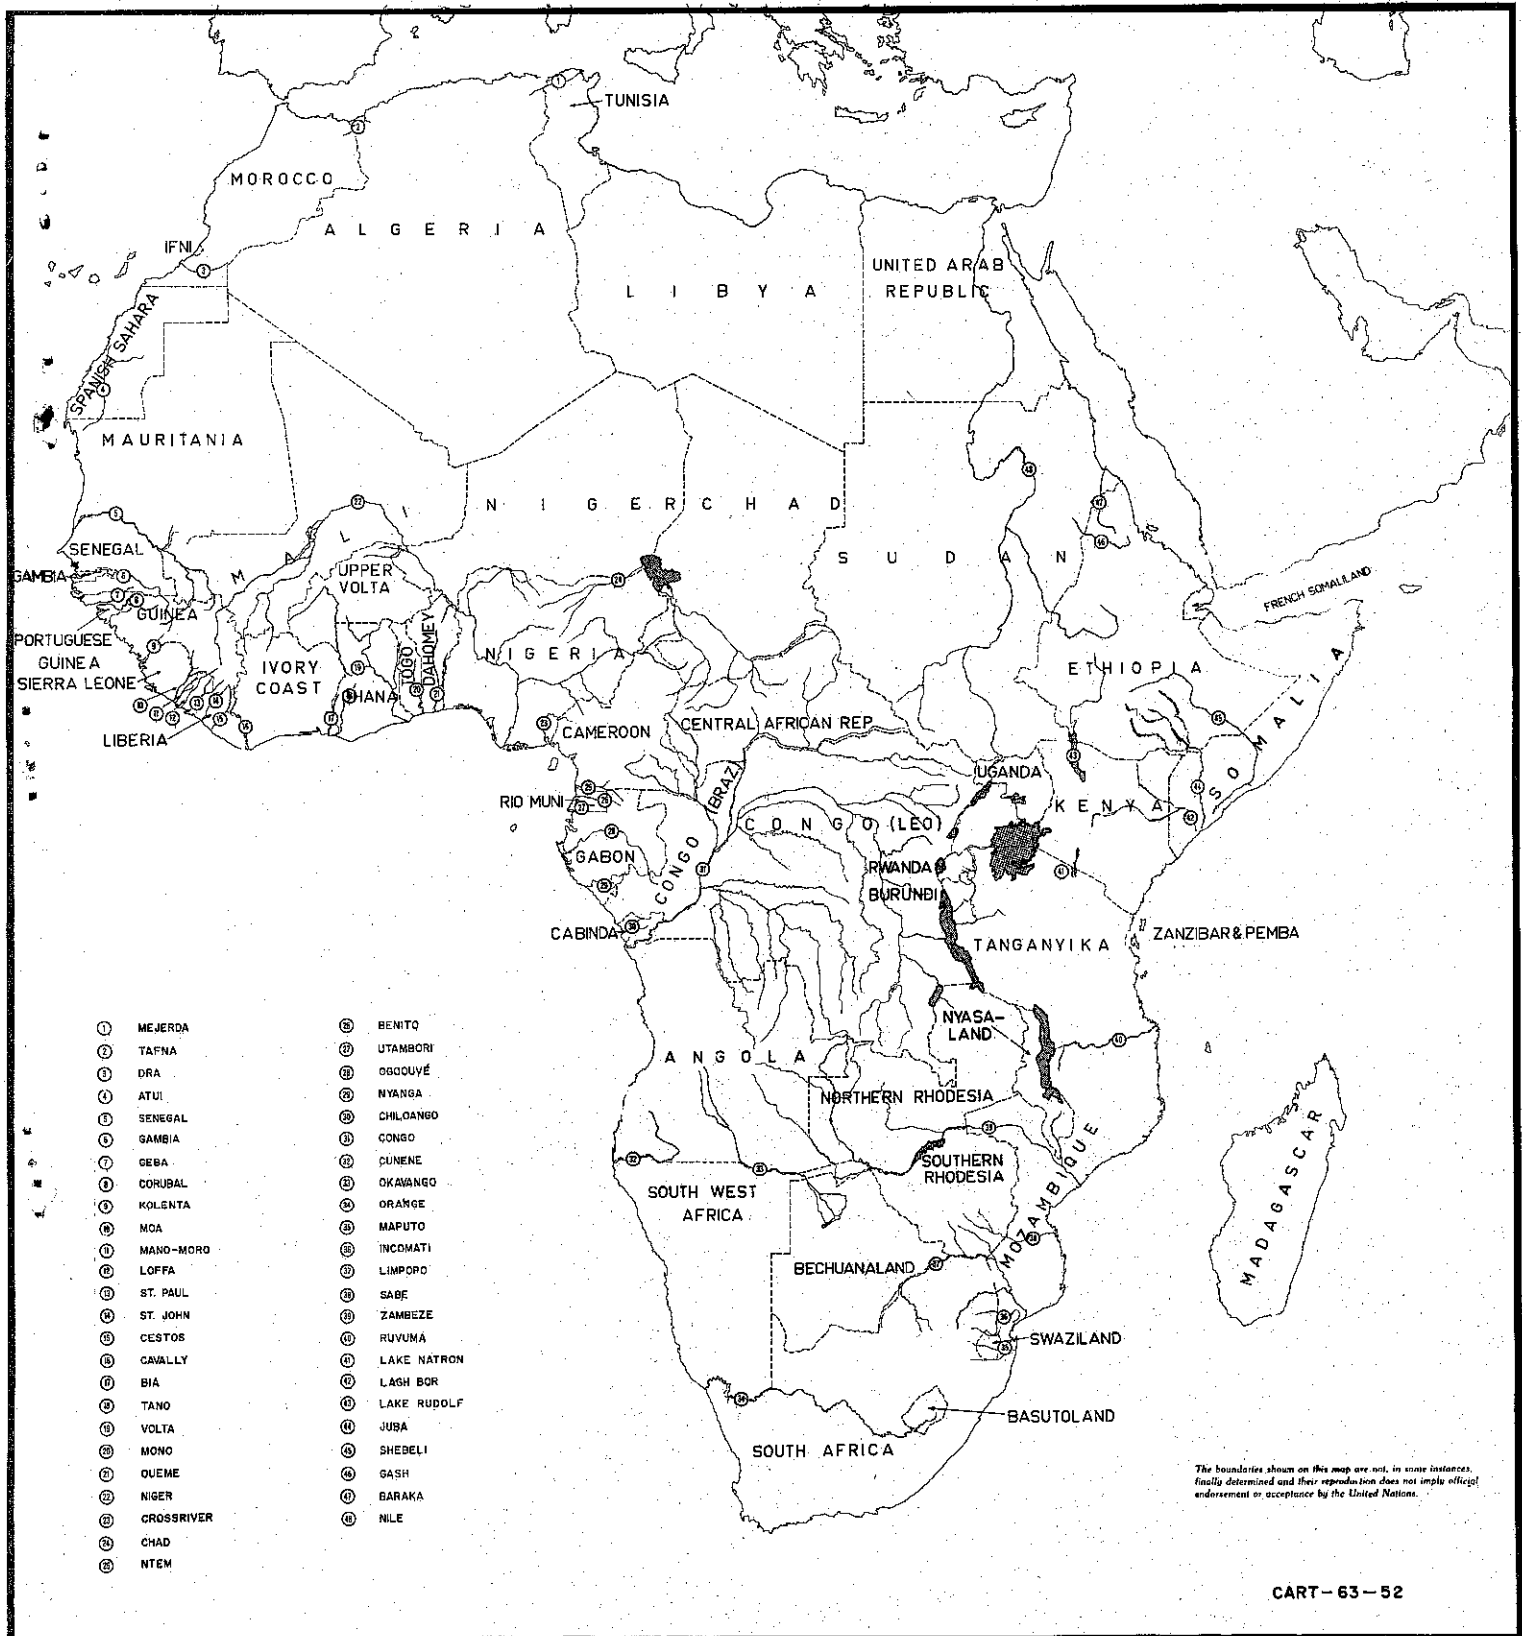 TUNISIA
MOROCCO
ALGERIA
IFNI
LIBYA
UNITED ARAB
REPUBLIC
SPANISH SAHARA
MAURITANIA
MALI
NIGER
CHAD
SUDAN
SENEGAL
GAMBIA
UPPER
VOLTA
GUINEA
PORTUGUESE
GUINEA
SIERRA LEONE
IVORY
COAST
GHANA
TOGO
DAHOMEY
NIGERIA
LIBERIA
FRENCH SOMALILAND
ETHIOPIA
SOMALIA
CAMEROON
CENTRAL AFRICAN REP.
UGANDA
KENYA
RIO MUNI
GABON
CONGO (BRAZ)
CONGO (LEO)
RWANDA
BURUNDI
CABINDA
TANGANYIKA
ZANZIBAR & PEMBA
NYASA-
LAND
ANGOLA
NORTHERN RHODESIA
SOUTHERN
RHODESIA
MOZAMBIQUE
MADAGASCAR
SOUTH WEST
AFRICA
BECHUANALAND
SWAZILAND
BASUTOLAND
SOUTH AFRICA
1 MEJERDA
2 TAFNA
3 DRA
4 ATUI
5 SENEGAL
6 GAMBIA
7 GEBA
8 CORUBAL
9 KOLENTA
10 MOA
11 MANO-MORO
12 LOFFA
13 ST. PAUL
14 ST. JOHN
15 CESTOS
16 CAVALLY
17 BIA
18 TANO
19 VOLTA
20 MONO
21 OUEME
22 NIGER
23 CROSSRIVER
24 CHAD
25 NTEM
26 BENITO
27 UTAMBONI
28 OGOOUVÉ
29 NYANGA
30 CHILOANGO
31 CONGO
32 CUNENE
33 OKAVANGO
34 ORANGE
35 MAPUTO
36 INCOMATI
37 LIMPOPO
38 SABE
39 ZAMBEZE
40 RUVUMA
41 LAKE NATRON
42 LAGH BOR
43 LAKE RUDOLF
44 JUBA
45 SHEBELI
46 GASH
47 BARAKA
48 NILE
The boundaries shown on this map are not, in some instances,
finally determined and their reproduction does not imply official
endorsement or acceptance by the United Nations.
CART-63-52